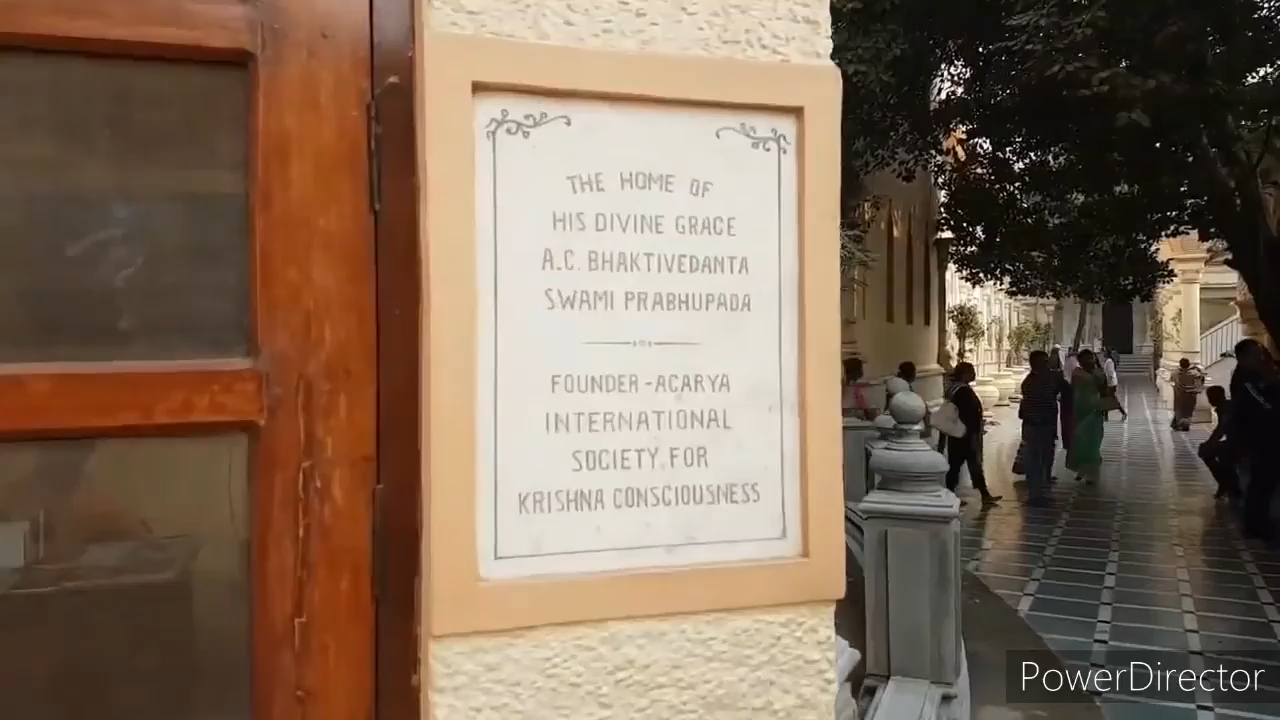 THE HOME OF
HIS DIVINE GRACE
A.C. BHAKTIVEDANTA
SWAMI PRABHUPADA
FOUNDER-ACARYA
INTERNATIONAL
SOCIETY FOR
KRISHNA CONSCIOUSNESS
PowerDirector